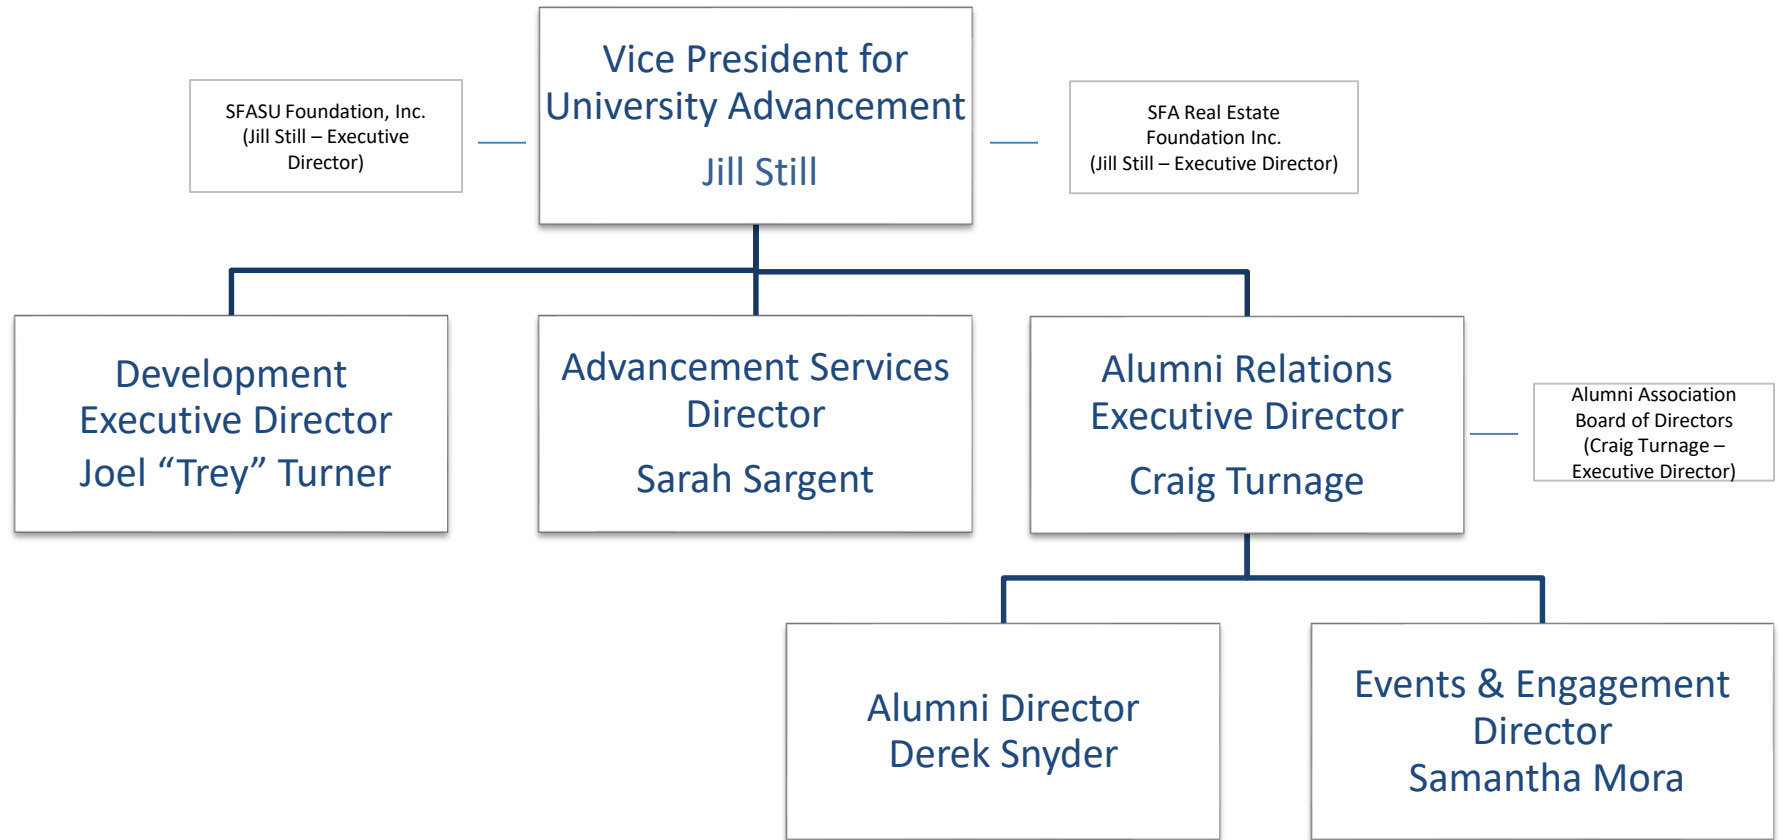 Vice President for
University Advancement
Jill Still
SFASU Foundation, Inc.
(Jill Still – Executive
Director)
SFA Real Estate
Foundation Inc.
(Jill Still – Executive Director)
Development
Executive Director
Joel “Trey” Turner
Advancement Services
Director
Sarah Sargent
Alumni Relations
Executive Director
Craig Turnage
Alumni Association
Board of Directors
(Craig Turnage –
Executive Director)
Alumni Director
Derek Snyder
Events & Engagement
Director
Samantha Mora